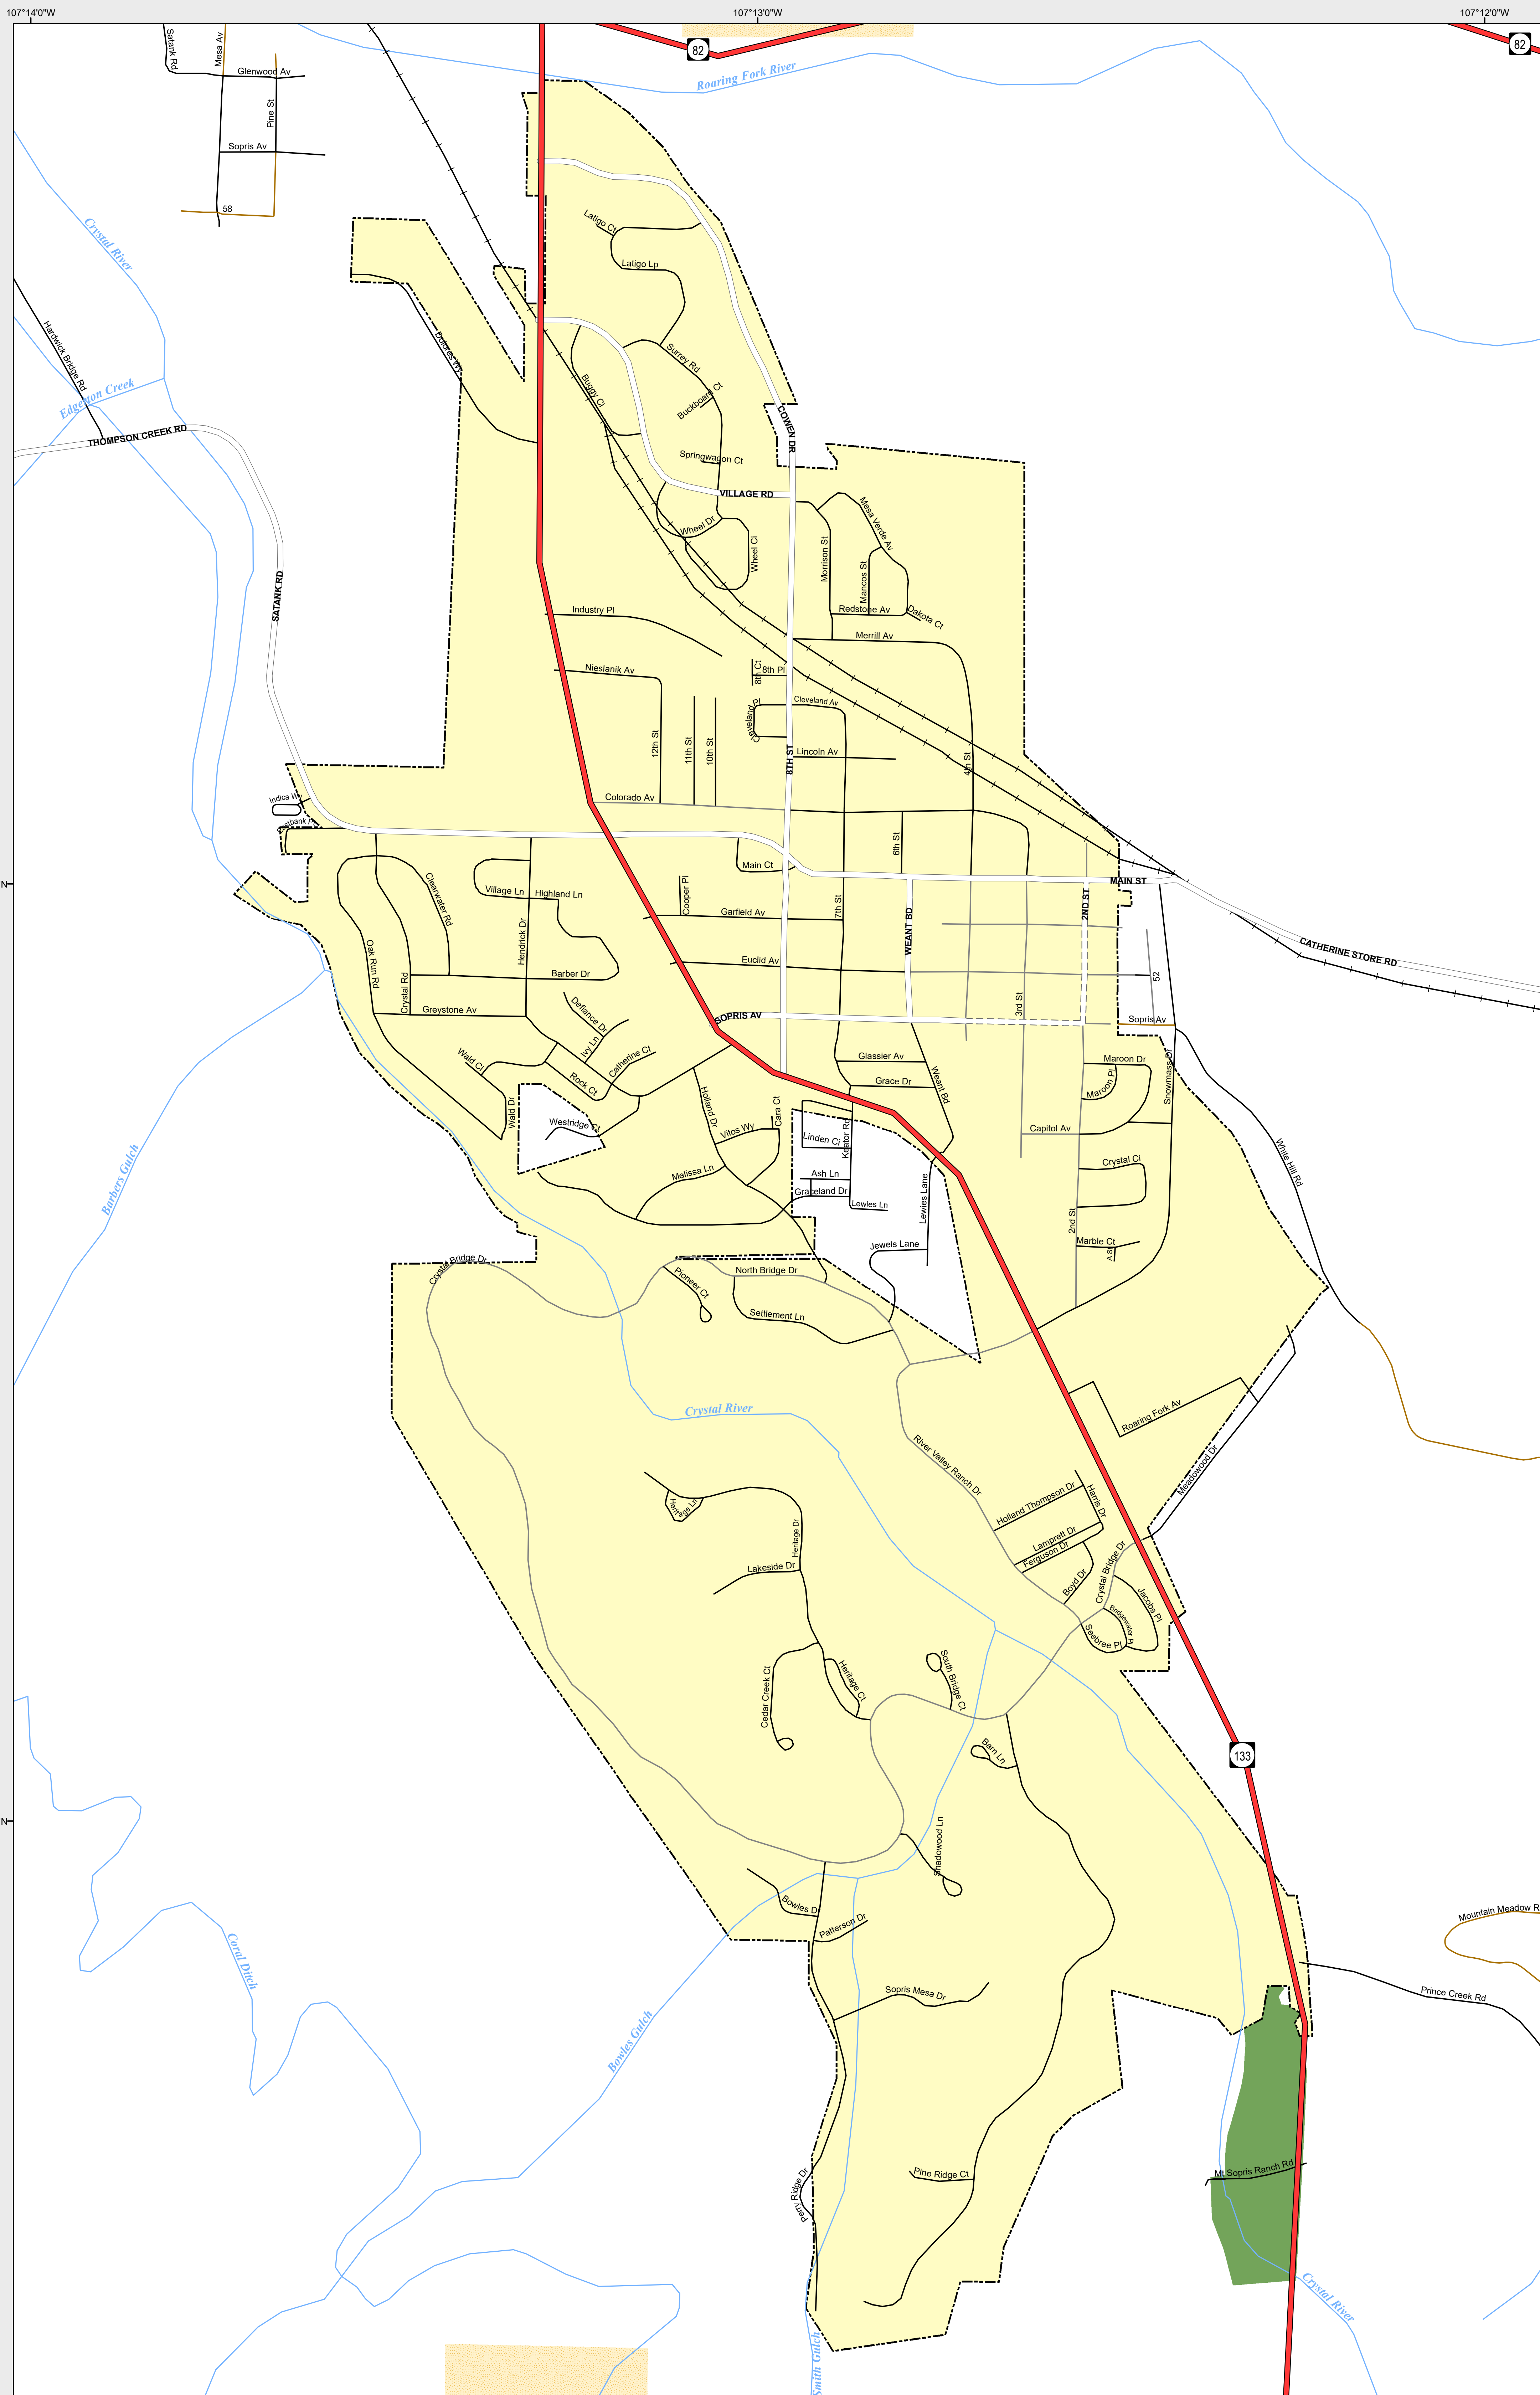 107°14'0"W
107°13'0"W
107°12'0"W
82
82
Satank Rd
Mesa Av
Glenwood Av
Pine St
Sopris Av
58
Roaring Fork River
Crystal River
Latigo Ct
Latigo Lp
Hardwick Bridge Rd
Dolores Wy
Surrey Rd
Buggy Ci
Buckboard Ct
Edgerton Creek
COWEN DR
THOMPSON CREEK RD
Springwagon Ct
VILLAGE RD
Mesa Verde Av
Wheel Dr
Wheel Ci
Morrison St
Mancos St
SATANK RD
Industry Pl
Redstone Av
Dakota Ct
Merrill Av
Nieslanik Av
8th Ct
8th Pl
Cleveland Pl
Cleveland Av
12th St
11th St
10th St
8TH ST
Lincoln Av
4th St
Indica Wy
Colorado Av
6th St
Main Ct
MAIN ST
N
Village Ln
Highland Ln
Clearwater Rd
Cooper Pl
Garfield Av
7th St
WEANT BD
2ND ST
Hendrick Dr
CATHERINE STORE RD
Oak Run Rd
Euclid Av
Crystal Rd
Barber Dr
52
3rd St
Greystone Av
Defiance Dr
SOPRIS AV
Sopris Av
Ivy Ln
Wald Ci
Catherine Ct
Glassier Av
Maroon Dr
Rock Ct
Grace Dr
Weant Bd
Maroon Pl
Snowmass Dr
Wald Dr
Holland Dr
Cara Ct
Westridge Ct
Vitos Wy
Linden Ci
Keator Rd
Capitol Av
White Hill Rd
Melissa Ln
Ash Ln
Crystal Ci
Barbers Gulch
Graceland Dr
Lewies Ln
Lewies Lane
2nd St
Jewels Lane
Marble Ct
A St
Crystal Bridge Dr
Pioneer Ct
North Bridge Dr
Settlement Ln
Crystal River
Roaring Fork Av
River Valley Ranch Dr
Meadowood Dr
Heritage Ln
Holland Thompson Dr
Harris Dr
Heritage Dr
Lamprett Dr
Ferguson Dr
Lakeside Dr
Boyd Dr
Crystal Bridge Dr
Jacobs Pl
Bridgewater Pl
Seebree Pl
Cedar Creek Ct
Heritage Ct
South Bridge Ct
Barn Ln
133
N
Shadowood Ln
Bowles Dr
Patterson Dr
Mountain Meadow R
Coral Ditch
Sopris Mesa Dr
Prince Creek Rd
Bowles Gulch
Pine Ridge Ct
Mt Sopris Ranch Rd
Perry Ridge Dr
Crystal River
Smith Gulch